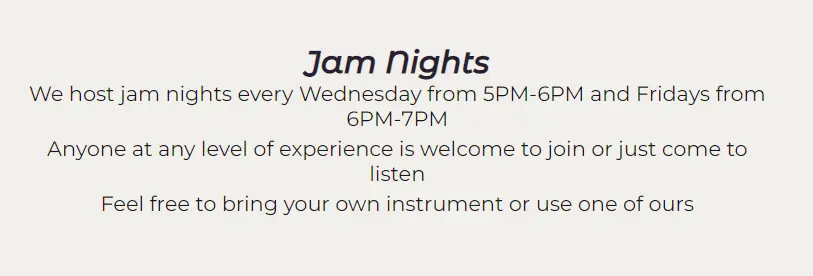 Jam Nights
We host jam nights every Wednesday from 5PM-6PM and Fridays from
6PM-7PM
Anyone at any level of experience is welcome to join or just come to
listen
Feel free to bring your own instrument or use one of ours